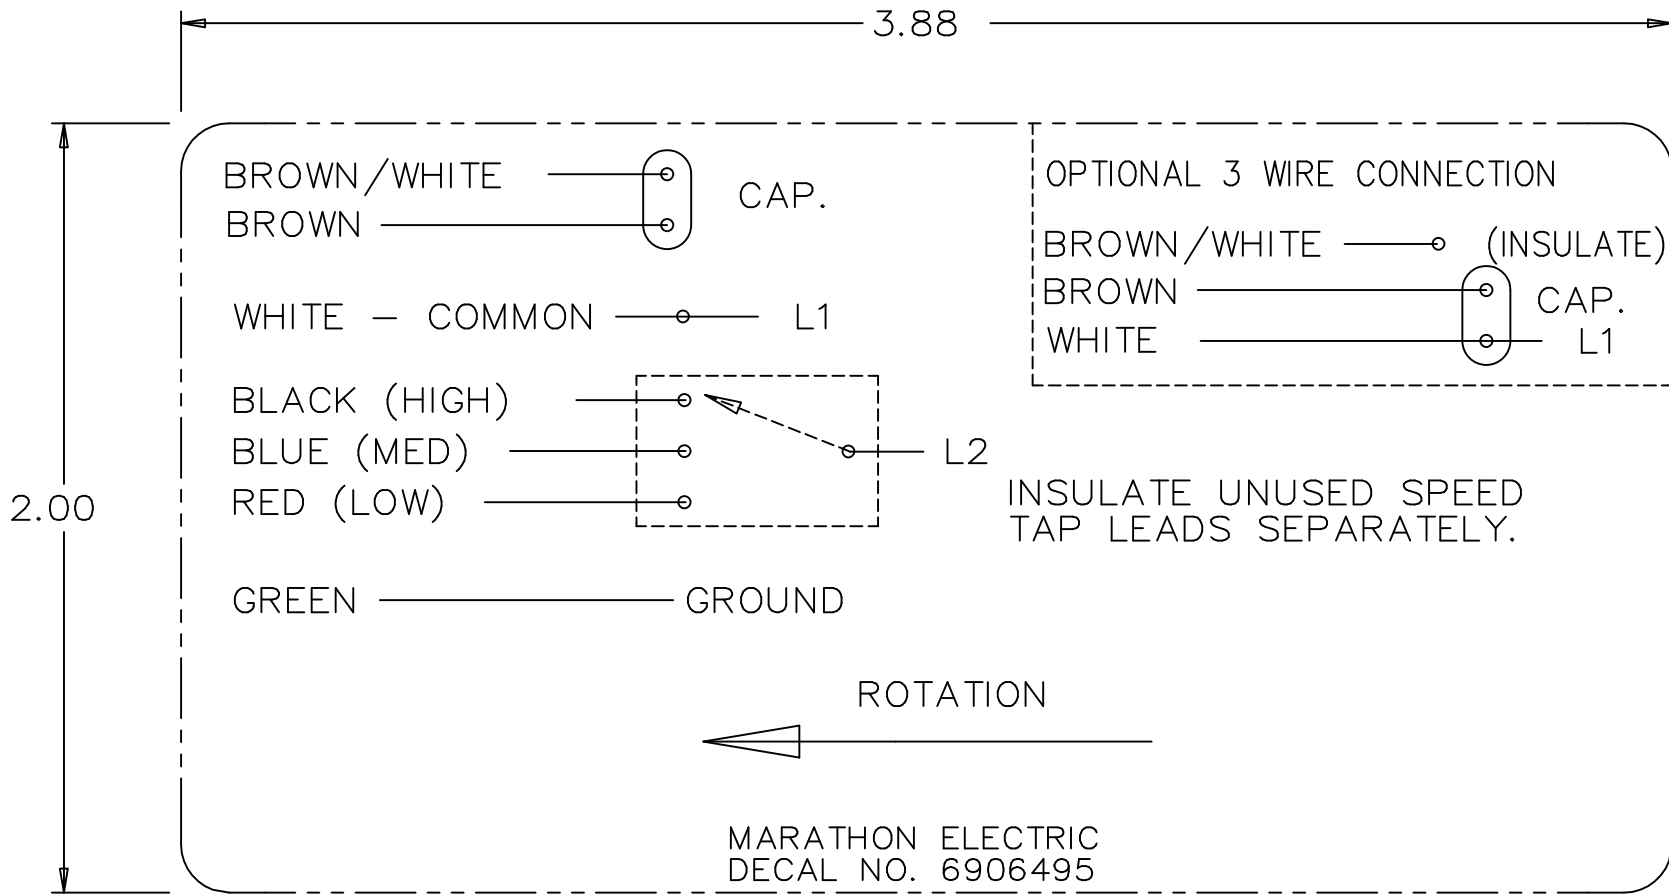 3.88
BROWN/WHITE
BROWN
CAP.
OPTIONAL 3 WIRE CONNECTION
BROWN/WHITE (INSULATE)
BROWN
CAP.
WHITE L1
WHITE - COMMON L1
BLACK (HIGH)
BLUE (MED)
RED (LOW)
L2
2.00
INSULATE UNUSED SPEED
TAP LEADS SEPARATELY.
GREEN GROUND
ROTATION
MARATHON ELECTRIC
DECAL NO. 6906495